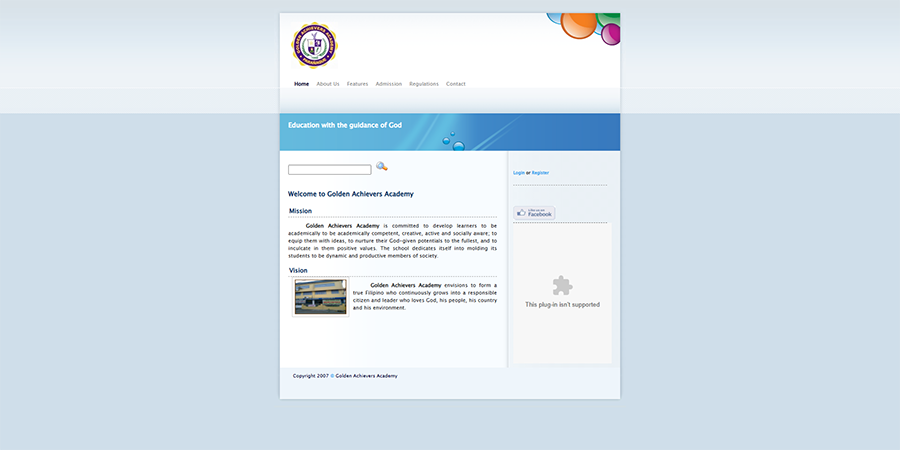 GOLDEN ACHIEVERS ACADEMY
PARAÑAQUE
Home About Us Features Admission Regulations Contact
Education with the guidance of God
Welcome to Golden Achievers Academy
Mission
Golden Achievers Academy is committed to develop learners to be
academically to be academically competent, creative, active and socially aware; to
equip them with ideas, to nurture their God-given potentials to the fullest, and to
inculcate in them positive values. The school dedicates itself into molding its
students to be dynamic and productive members of society.
Vision
Golden Achievers Academy envisions to form a
true Filipino who continuously grows into a responsible
citizen and leader who loves God, his people, his country
and his environment.
Login or Register
Like us on
Facebook
This plug-in isn't supported
Copyright 2007 @ Golden Achievers Academy